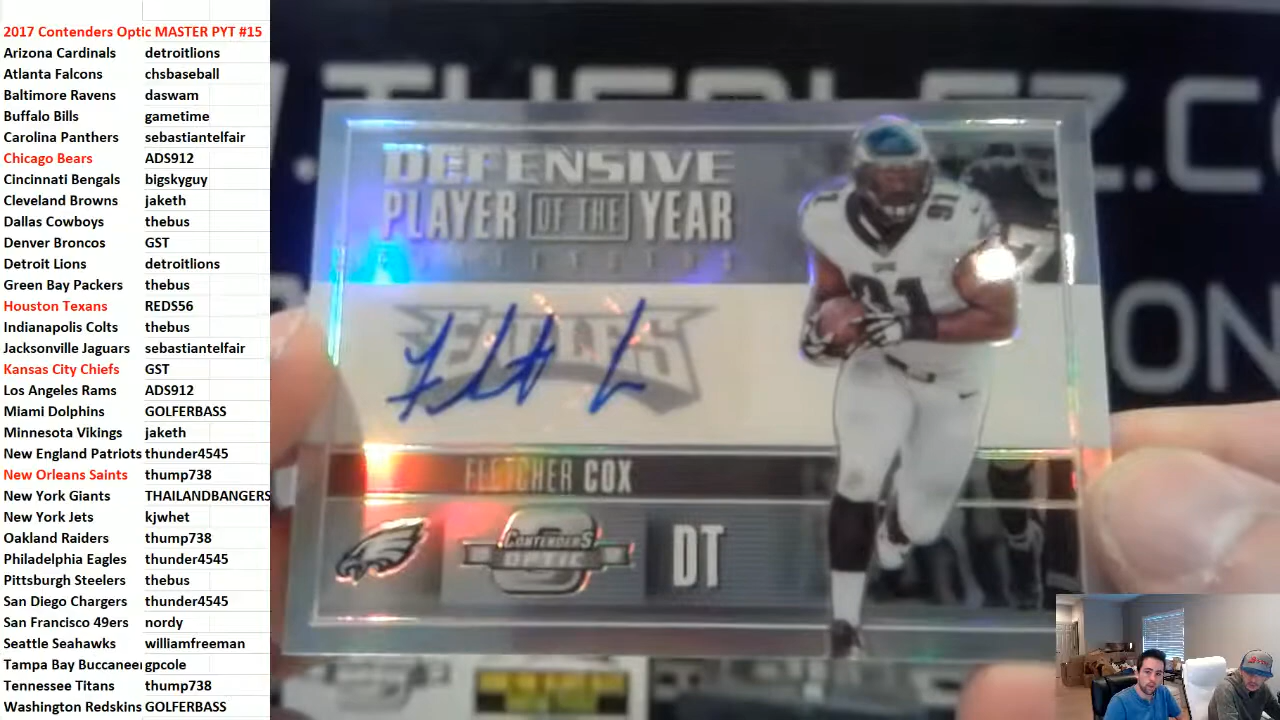 2017 Contenders Optic MASTER PYT #15
Arizona Cardinals detroitlions
Atlanta Falcons chsbaseball
Baltimore Ravens daswam
Buffalo Bills gametime
Carolina Panthers sebastiantelfair
Chicago Bears ADS912
Cincinnati Bengals bigskyguy
Cleveland Browns jaketh
Dallas Cowboys thebus
Denver Broncos GST
Detroit Lions detroitlions
Green Bay Packers thebus
Houston Texans REDS56
Indianapolis Colts thebus
Jacksonville Jaguars sebastiantelfair
Kansas City Chiefs GST
Los Angeles Rams ADS912
Miami Dolphins GOLFERBASS
Minnesota Vikings jaketh
New England Patriots thunder4545
New Orleans Saints thump738
New York Giants THAILANDBANGERS
New York Jets kjwhet
Oakland Raiders thump738
Philadelphia Eagles thunder4545
Pittsburgh Steelers thebus
San Diego Chargers thunder4545
San Francisco 49ers nordy
Seattle Seahawks williamfreeman
Tampa Bay Buccanee gpcole
Tennessee Titans thump738
Washington Redskins GOLFERBASS
DEFENSIVE
PLAYER OF THE YEAR
CONTENDERS
EAGLES
91
91
FLETCHER COX
CONTENDERS
OPTIC
DT